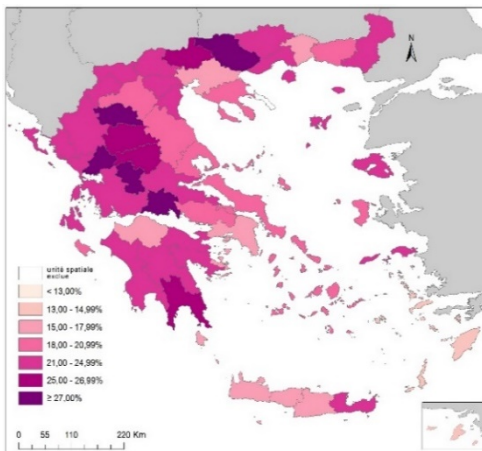 N
unité spatiale
exclue
< 13,00%
13,00 - 14,99%
15,00 - 17,99%
18,00 - 20,99%
21,00 - 24,99%
25,00 - 26,99%
≥ 27,00%
0 55 110 220 Km